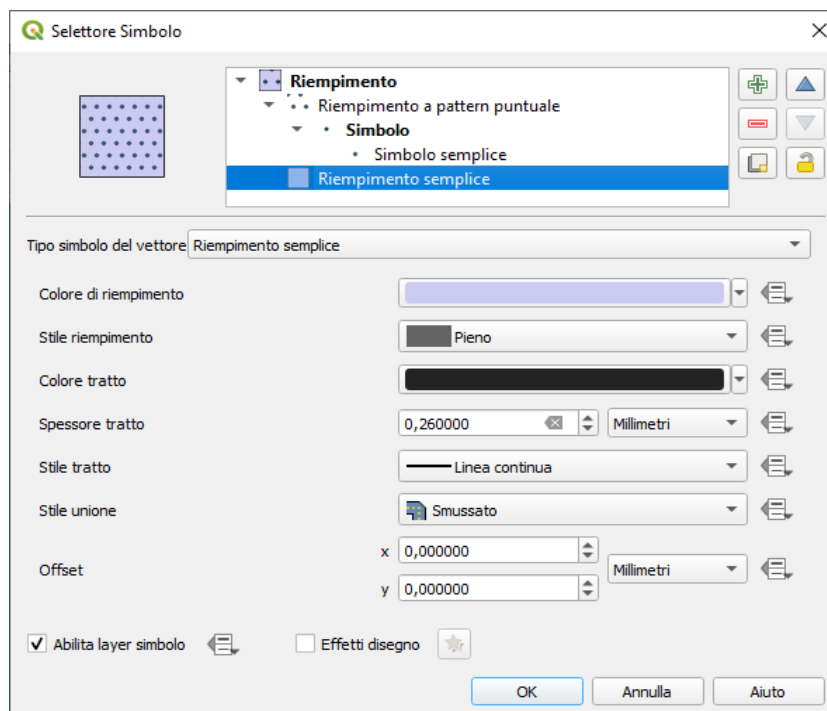 Selettore Simbolo
Riempimento
Riempimento a pattern puntuale
Simbolo
Simbolo semplice
Riempimento semplice
Tipo simbolo del vettore Riempimento semplice
Colore di riempimento
Stile riempimento Pieno
Colore tratto
Spessore tratto 0,260000 Millimetri
Stile tratto Linea continua
Stile unione Smussato
x 0,000000
Offset Millimetri
y 0,000000
Abilita layer simbolo Effetti disegno
OK Annulla Aiuto